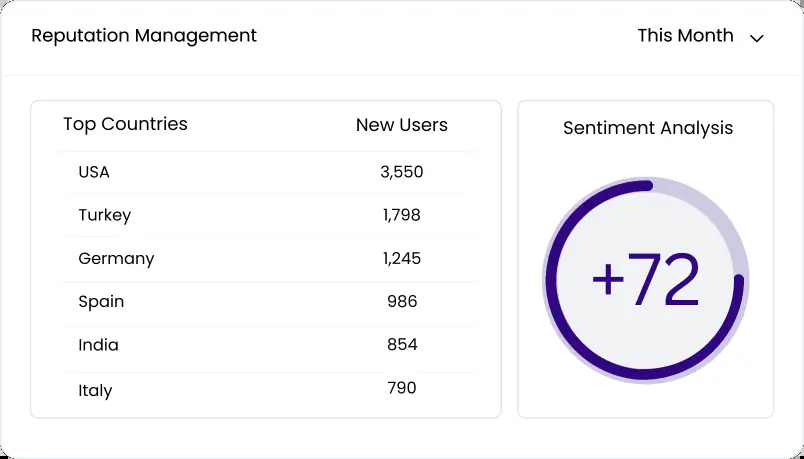 Reputation Management
This Month
Top Countries New Users
USA 3,550
Turkey 1,798
Germany 1,245
Spain 986
India 854
Italy 790
Sentiment Analysis
+72